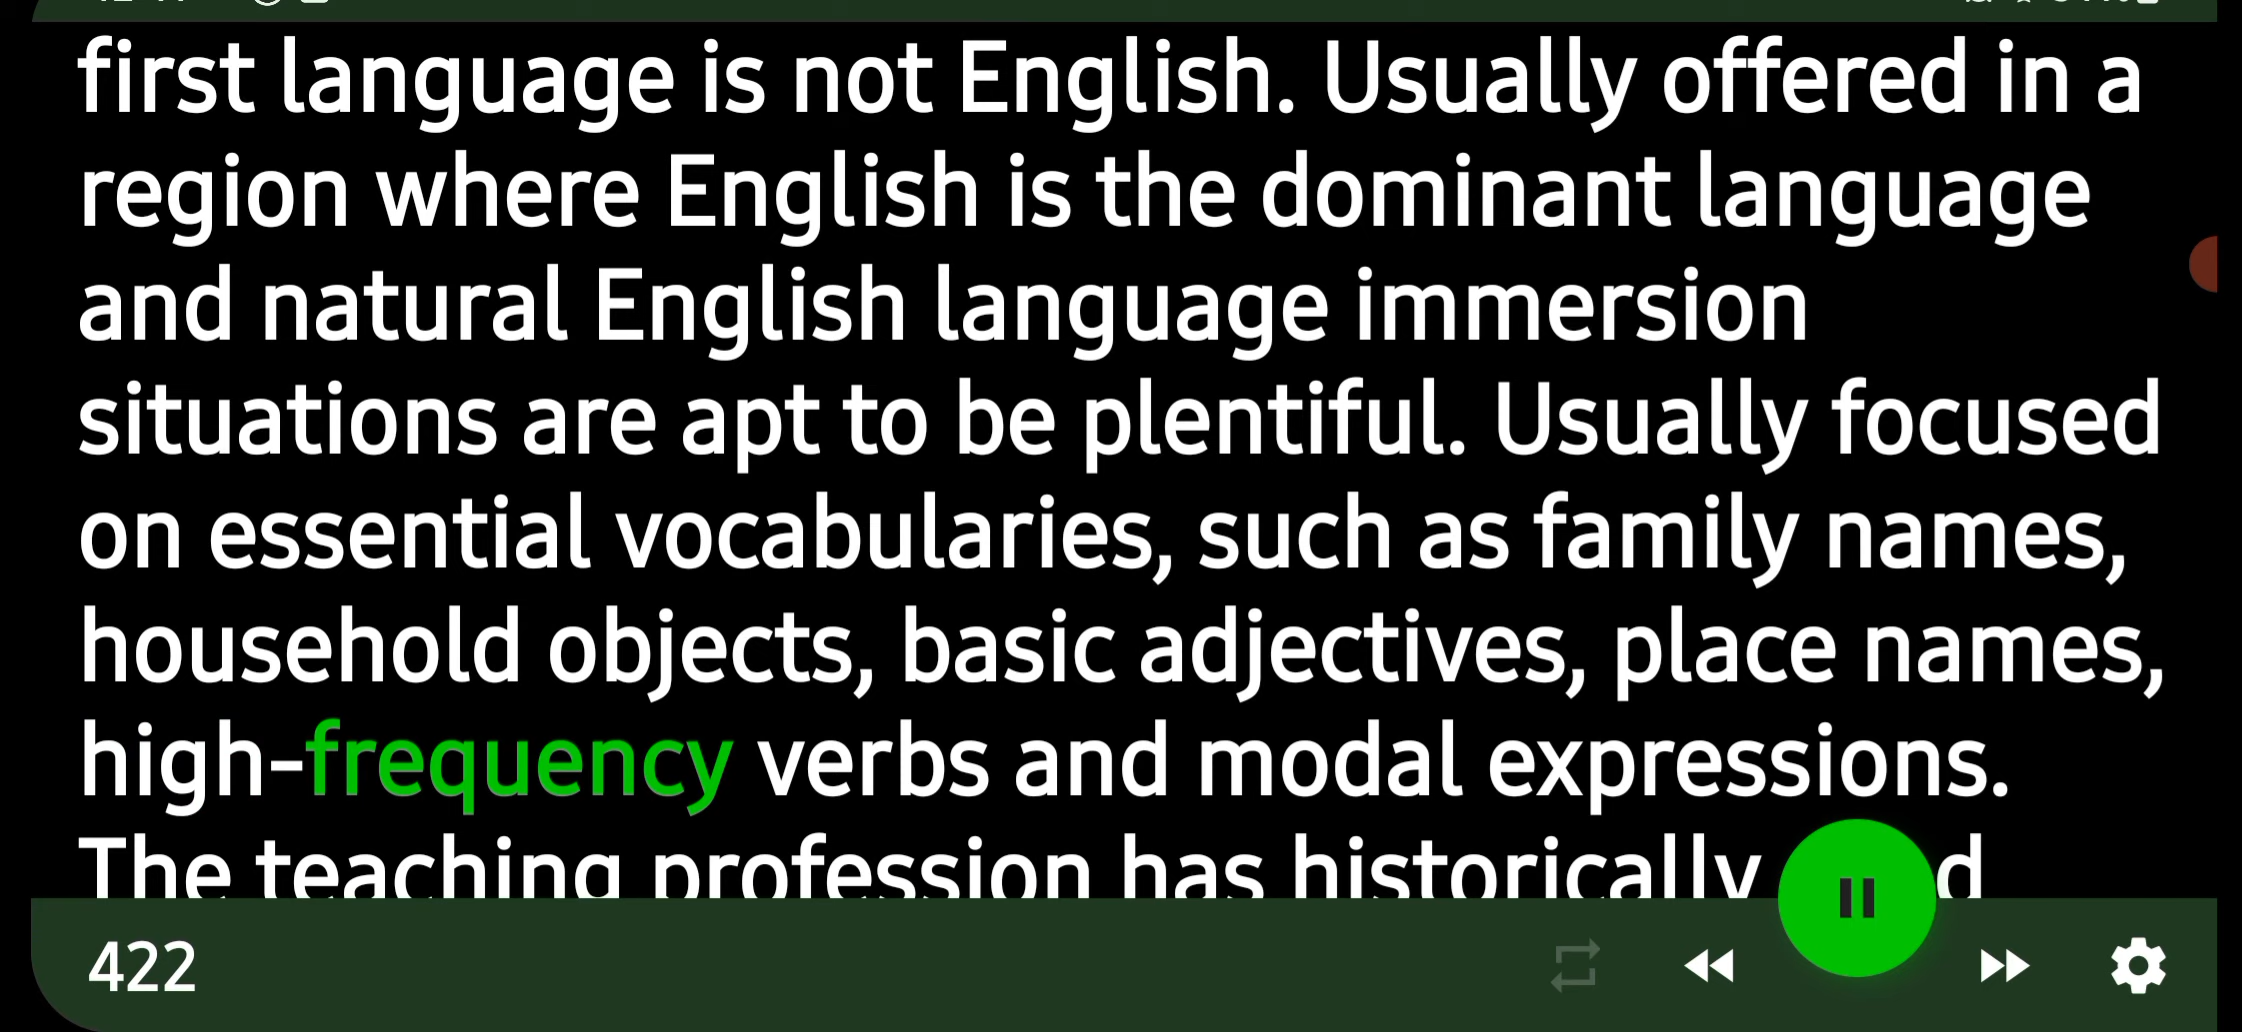 first language is not English. Usually offered in a
region where English is the dominant language
and natural English language immersion
situations are apt to be plentiful. Usually focused
on essential vocabularies, such as family names,
household objects, basic adjectives, place names,
high-frequency verbs and modal expressions.
The teaching profession has historically
422